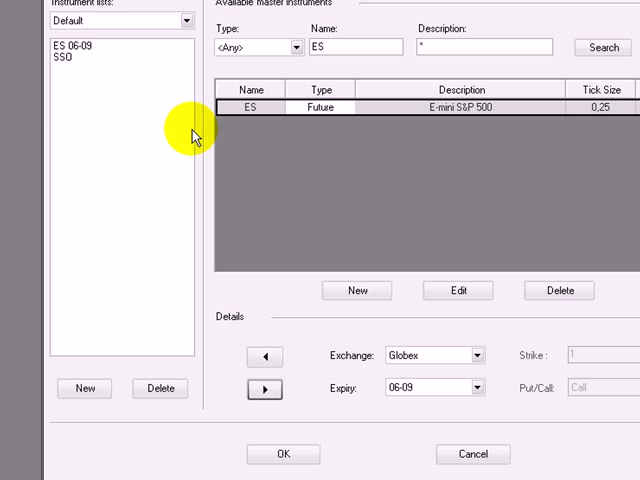 Instrument lists:
Default
ES 06-09
SSO
New
Delete
Available master instruments
Type:
Name:
Description:
<Any>
ES
*
Search
Name
Type
Description
Tick Size
ES
Future
E-mini S&P 500
0,25
New
Edit
Delete
Details
Exchange:
Globex
Strike :
1
Expiry:
06-09
Put/Call:
Call
OK
Cancel